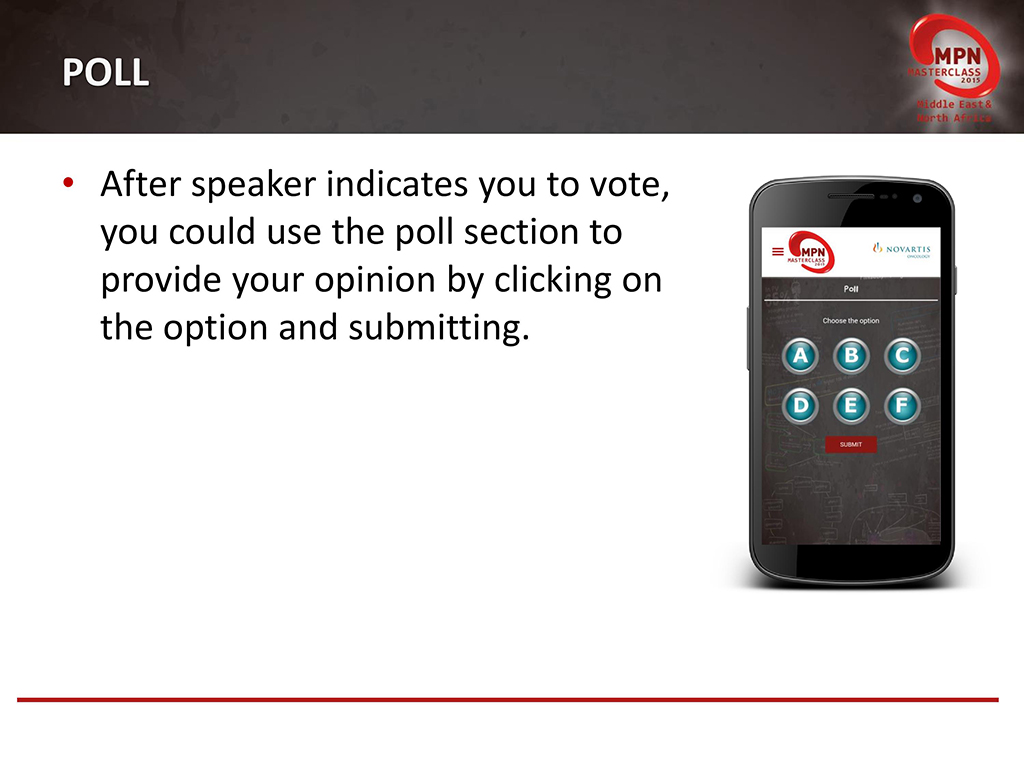 POLL
MPN
MASTERCLASS
2015
Middle East &
North Africa
• After speaker indicates you to vote,
you could use the poll section to
provide your opinion by clicking on
the option and submitting.
MPN
MASTERCLASS
2015
NOVARTIS
ONCOLOGY
Poll
Choose the option
A B C
D E F
SUBMIT